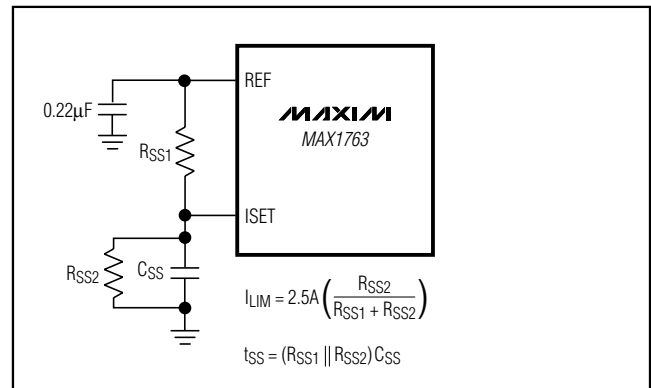 REF
0.22µF
MAXIM
MAX1763
RSS1
ISET
RSS2
CSS
ILIM = 2.5A (RSS2 / (RSS1 + RSS2))
tSS = (RSS1 || RSS2) CSS